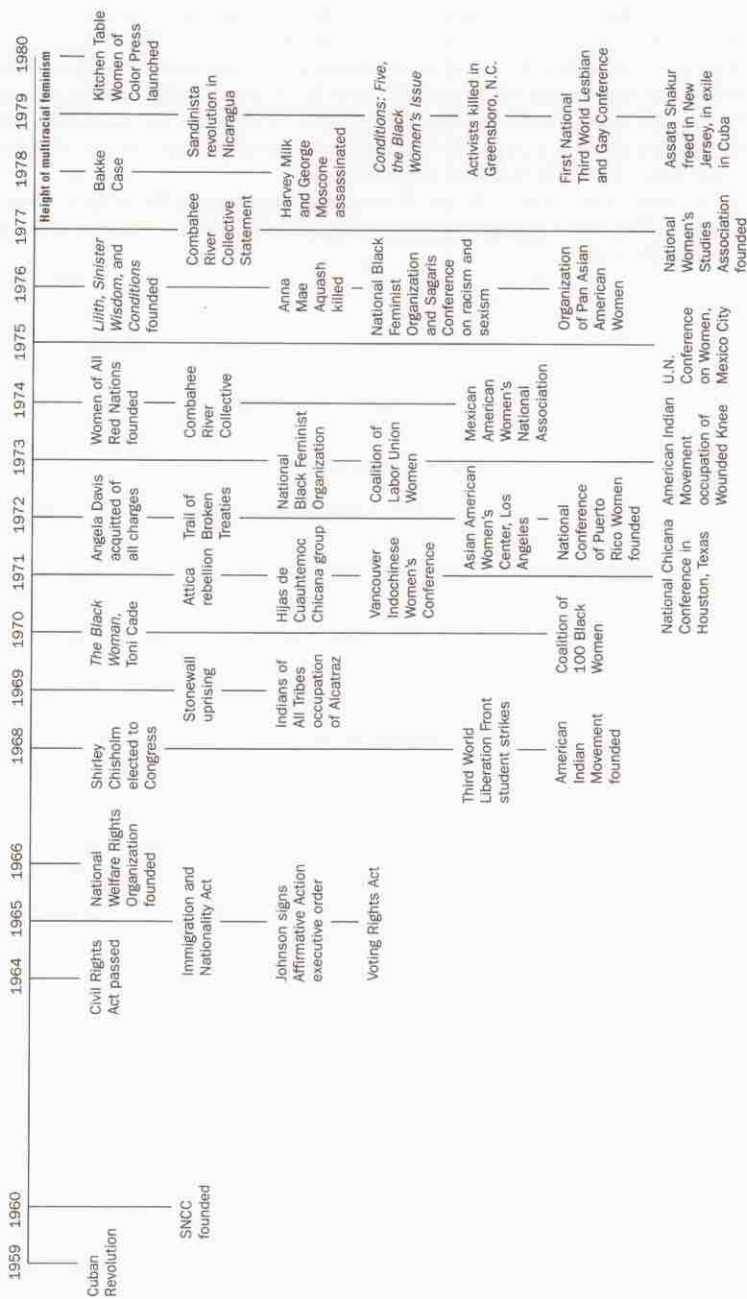 1959
1960
1964
1965
1966
1968
1969
1970
1971
1972
1973
1974
1975
1976
1977
1978
1979
1980
Height of multiracial feminism
Cuban
Revolution
SNCC
founded
Civil Rights
Act passed
Immigration and
Nationality Act
Johnson signs
Affirmative Action
executive order
Voting Rights Act
National
Welfare Rights
Organization
founded
Shirley
Chisholm
elected to
Congress
Third World
Liberation Front
student strikes
American
Indian
Movement
founded
Stonewall
uprising
Indians of
All Tribes
occupation
of Alcatraz
The Black
Woman,
Toni Cade
Coalition of
100 Black
Women
Attica
rebellion
Hijas de
Cuauhtemoc
Chicana group
Vancouver
Indochinese
Women's
Conference
National Chicana
Conference in
Houston, Texas
Angela Davis
acquitted of
all charges
Trail of
Broken
Treaties
Asian American
Women's
Center, Los
Angeles
National
Conference
of Puerto
Rico Women
founded
National
Black Feminist
Organization
Coalition of
Labor Union
Women
American Indian
Movement
occupation of
Wounded Knee
Women of All
Red Nations
founded
Combahee
River
Collective
Mexican
American
Women's
National
Association
U.N.
Conference
on Women,
Mexico City
Lilith, Sinister
Wisdom, and
Conditions
founded
Anna
Mae
Aquash
killed
National Black
Feminist
Organization
and Sagaris
Conference
on racism and
sexism
Organization
of Pan Asian
American
Women
Combahee
River
Collective
Statement
National
Women's
Studies
Association
founded
Bakke
Case
Harvey Milk
and George
Moscone
assassinated
Sandinista
revolution in
Nicaragua
Conditions: Five,
the Black
Women's Issue
Activists killed in
Greensboro, N.C.
First National
Third World Lesbian
and Gay Conference
Assata Shakur
freed in New
Jersey, in exile
in Cuba
Kitchen Table
Women of
Color Press
launched